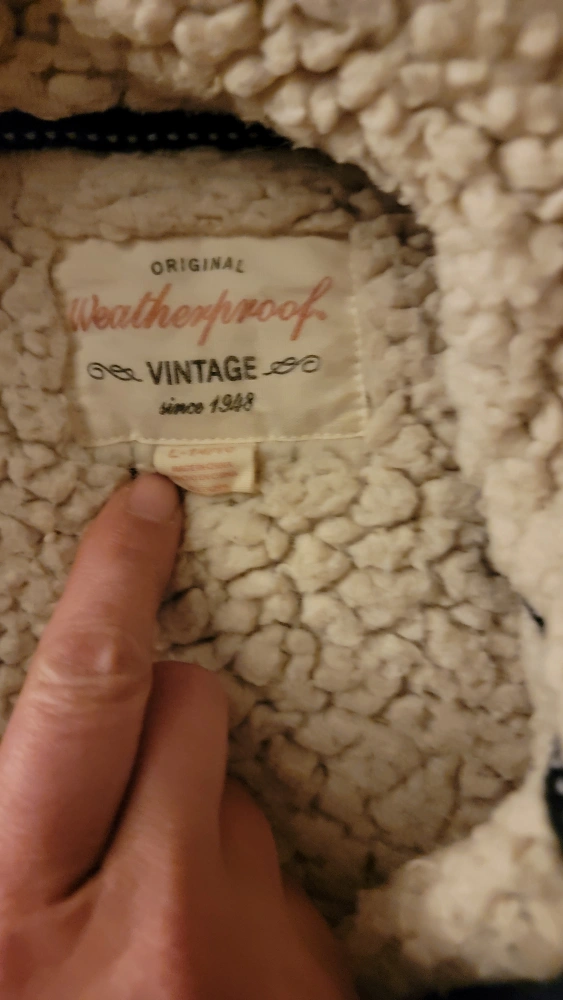 ORIGINAL
Weatherproof.
VINTAGE
since 1948